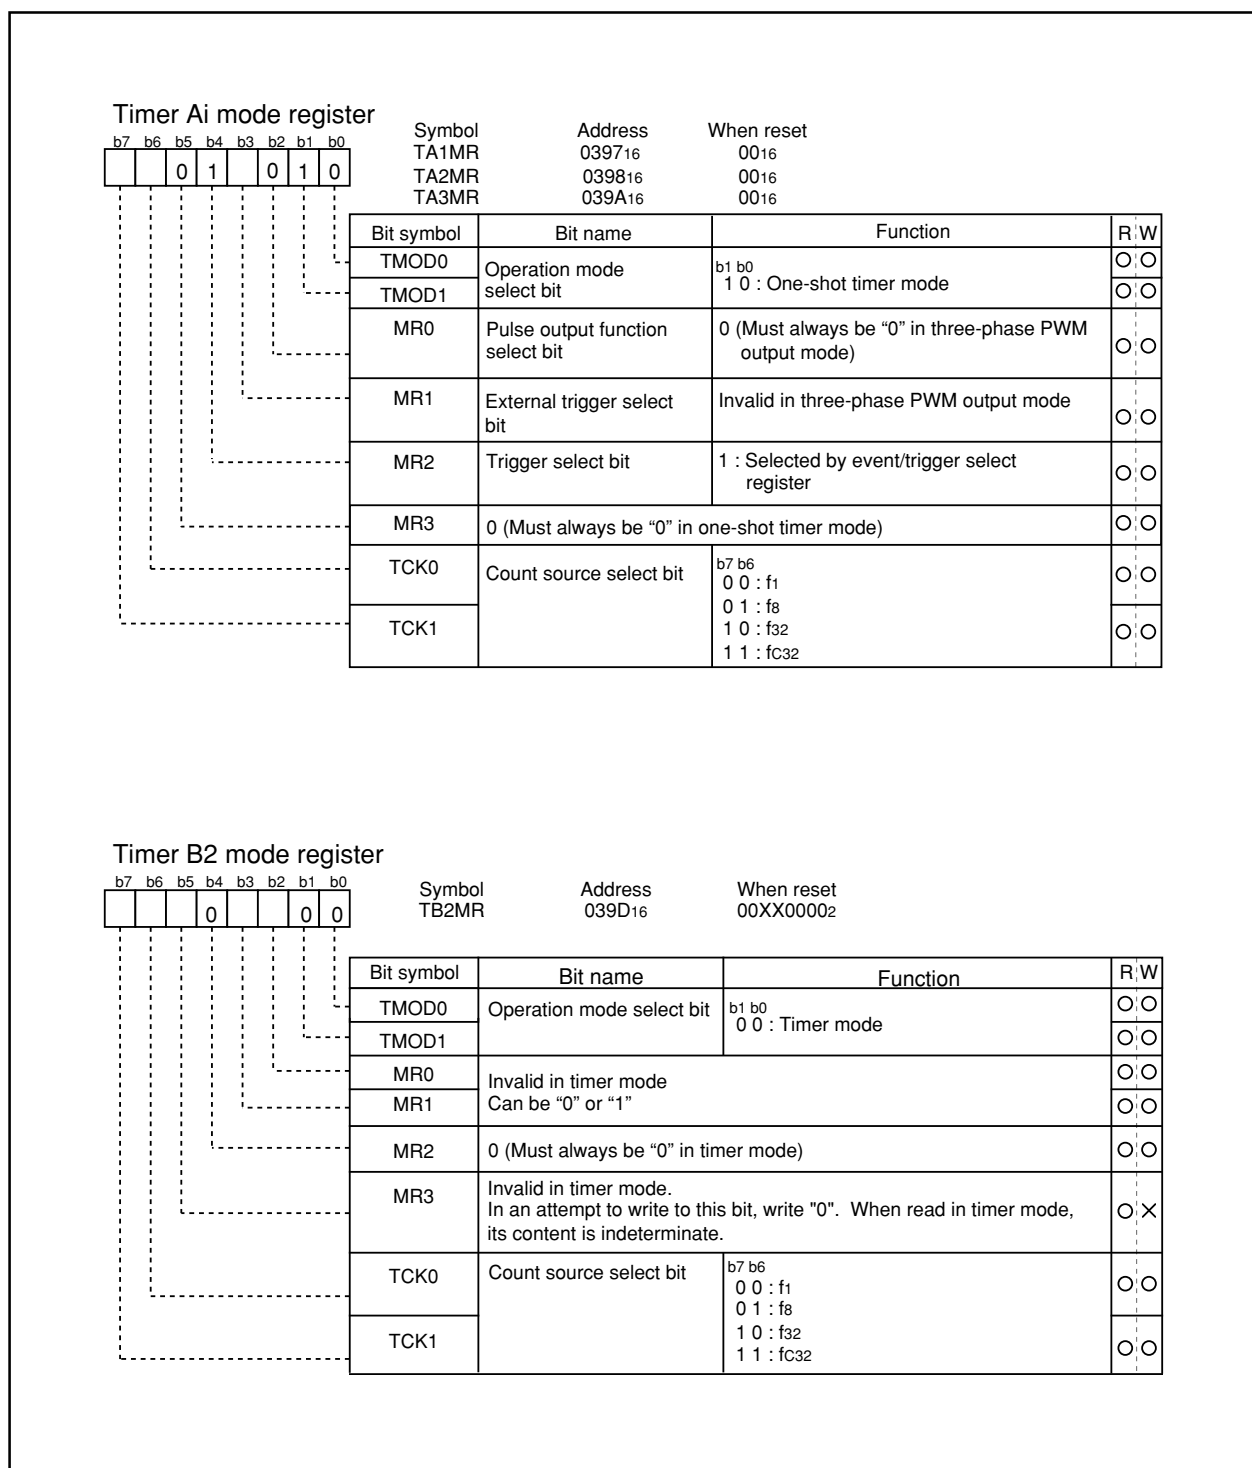 Timer Ai mode register
Symbol Address When reset
TA1MR 039716 0016
TA2MR 039816 0016
TA3MR 039A16 0016
b7 b6 b5 b4 b3 b2 b1 b0
0 1 0 1 0
Bit symbol Bit name Function R W
TMOD0 Operation mode select bit b1 b0
TMOD1 1 0 : One-shot timer mode
MR0 Pulse output function 0 (Must always be “0” in three-phase PWM
select bit output mode)
MR1 External trigger select Invalid in three-phase PWM output mode
bit
MR2 Trigger select bit 1 : Selected by event/trigger select
register
MR3 0 (Must always be “0” in one-shot timer mode)
TCK0 Count source select bit b7 b6
0 0 : f1
0 1 : f8
TCK1 1 0 : f32
1 1 : fC32
Timer B2 mode register
b7 b6 b5 b4 b3 b2 b1 b0
0 0 0
Symbol Address When reset
TB2MR 039D16 00XX00002
Bit symbol Bit name Function R W
TMOD0 Operation mode select bit b1 b0
0 0 : Timer mode
TMOD1
MR0 Invalid in timer mode
MR1 Can be “0” or “1”
MR2 0 (Must always be “0” in timer mode)
MR3 Invalid in timer mode.
In an attempt to write to this bit, write "0". When read in timer mode,
its content is indeterminate.
TCK0 Count source select bit b7 b6
0 0 : f1
0 1 : f8
TCK1 1 0 : f32
1 1 : fC32